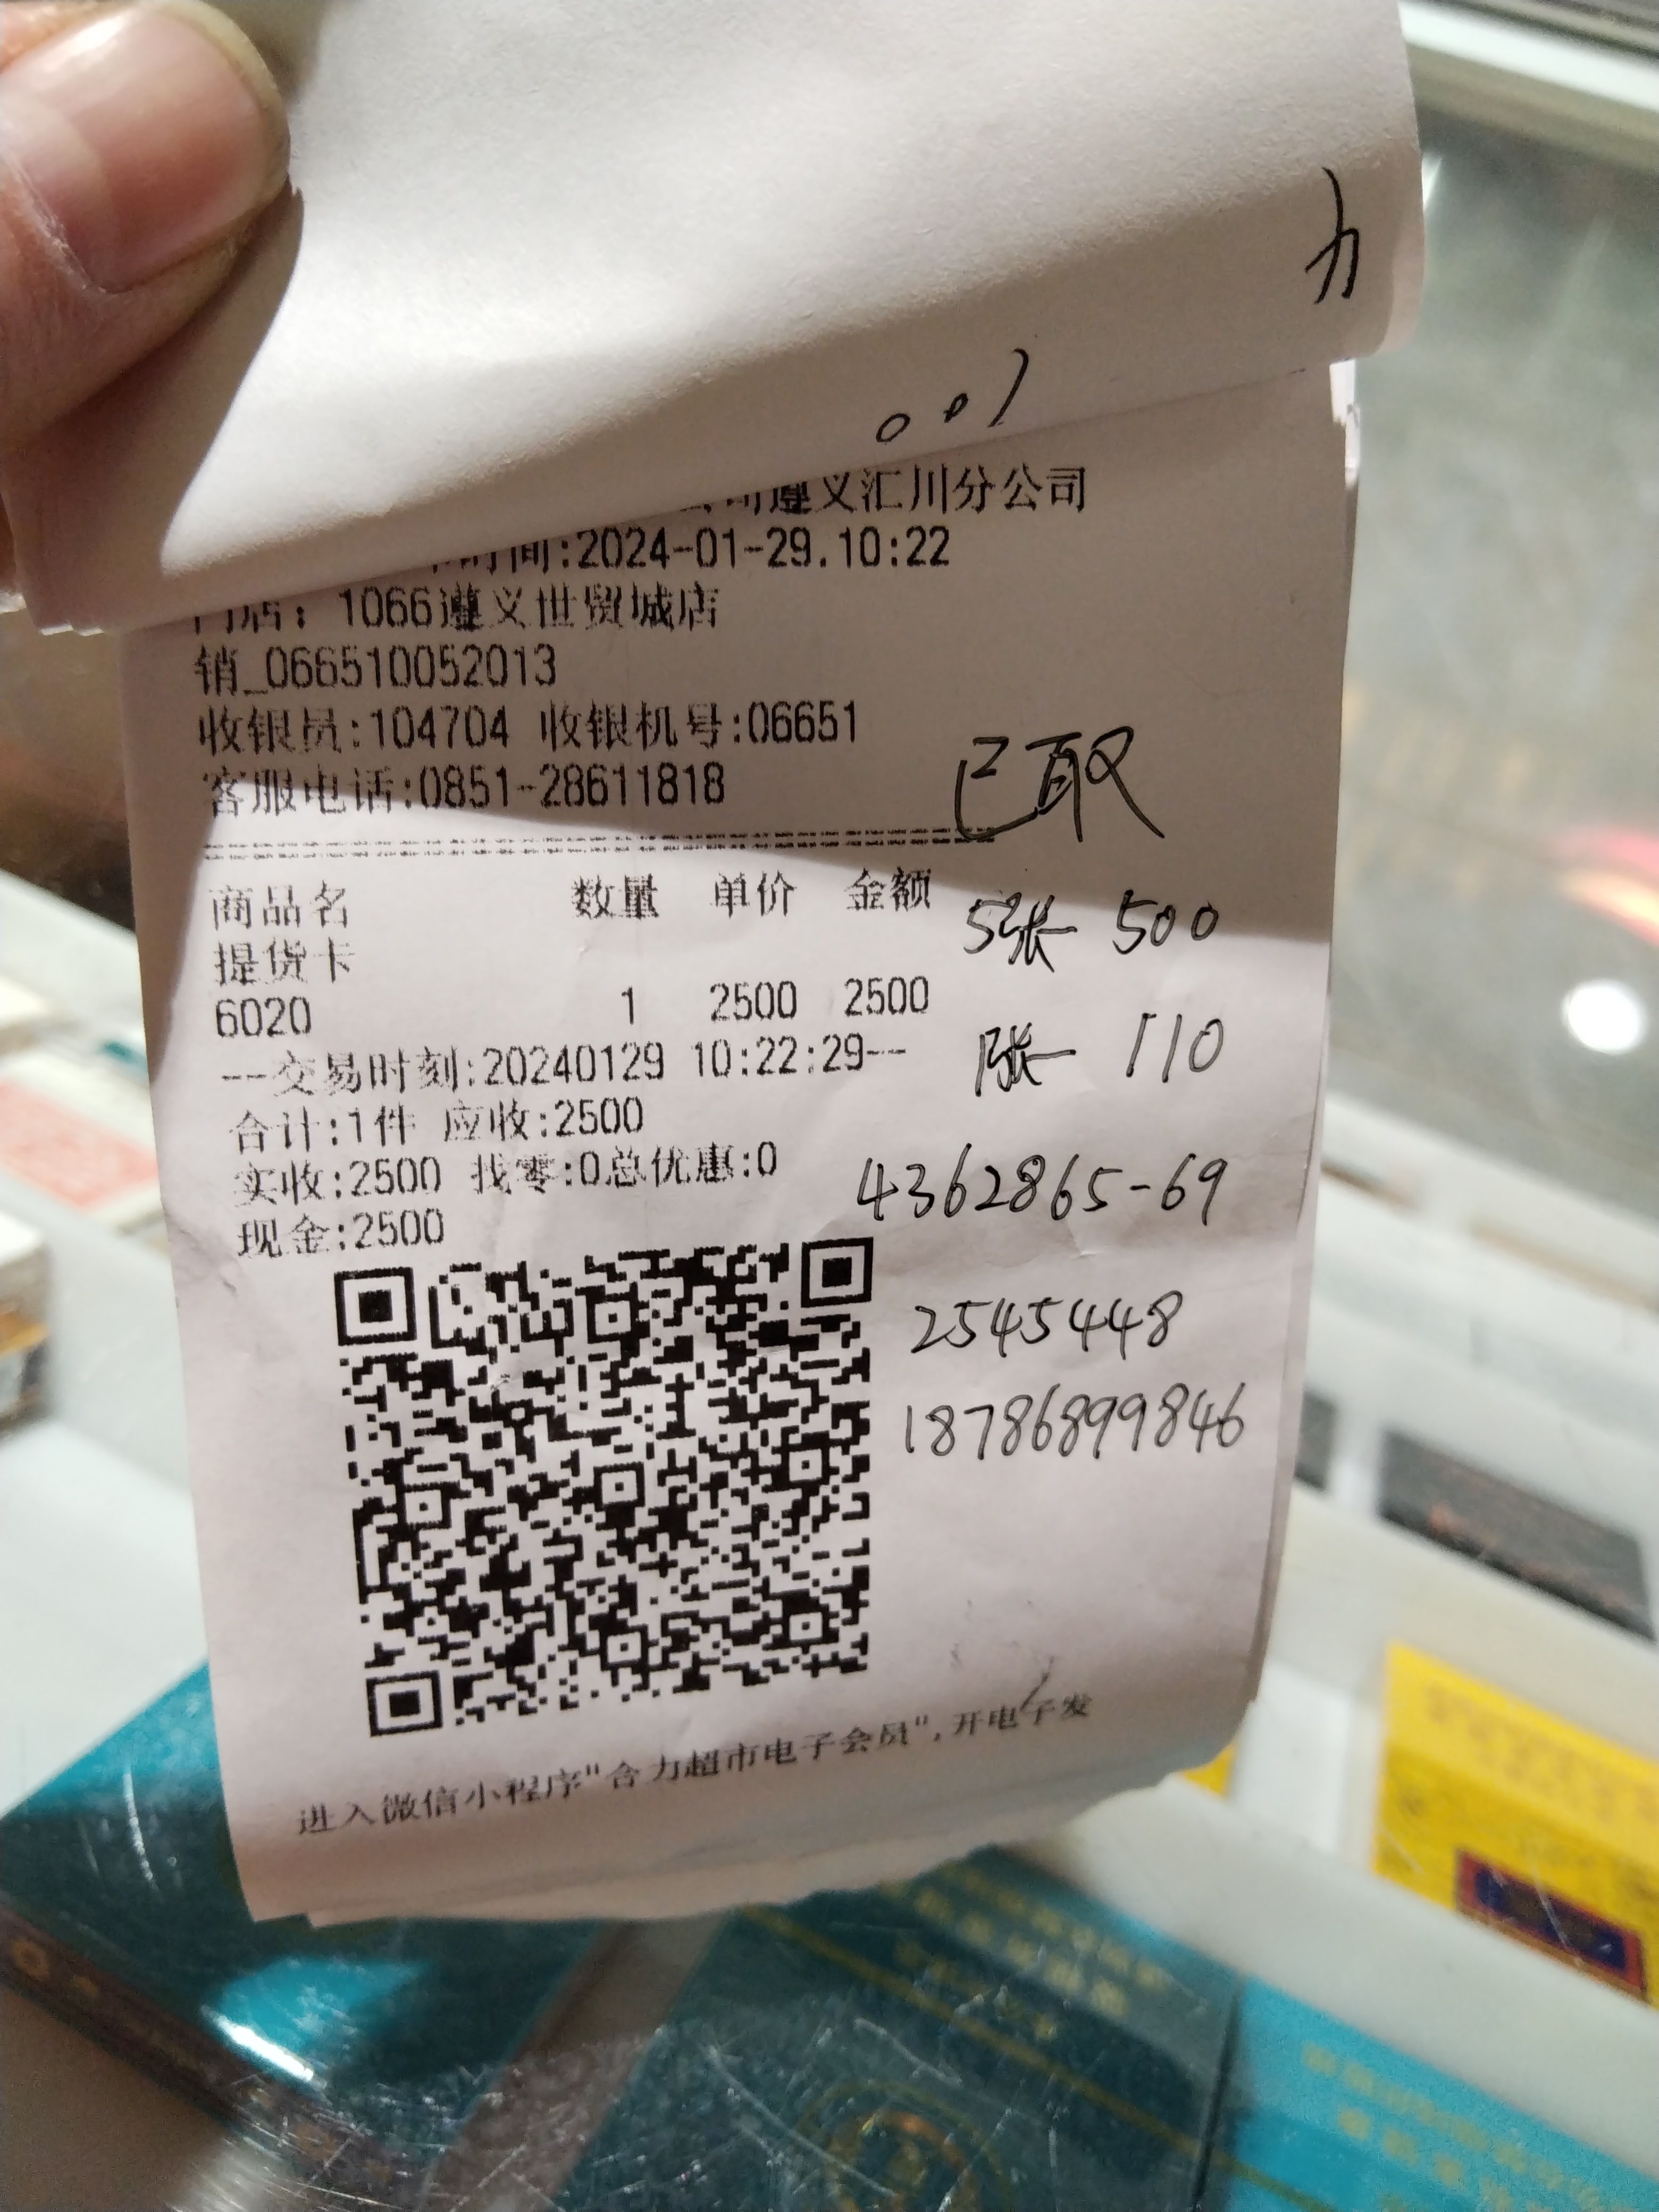 001
遵义汇川分公司
时间:2024-01-29.10:22
门店：1066遵义世贸城店
销_066510052013
收银员:104704 收银机号:06651
客服电话:0851-28611818
已取
商品名 数量 单价 金额
提货卡
6020 1 2500 2500
5张 500
--交易时刻:20240129 10:22:29--
1张 110
合计:1件 应收:2500
实收:2500 找零:0总优惠:0
现金:2500
4362865-69
2545448
18786899846
进入微信小程序"合力超市电子会员",开电子发